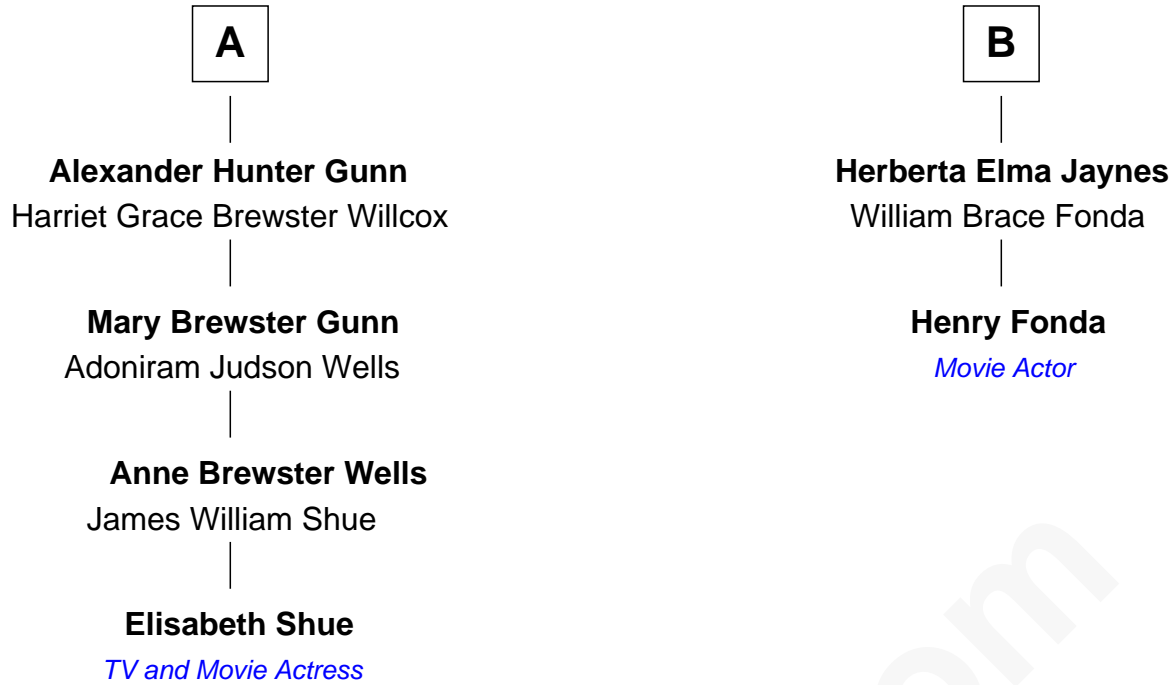 A
Alexander Hunter Gunn
Harriet Grace Brewster Willcox
Mary Brewster Gunn
Adoniram Judson Wells
Anne Brewster Wells
James William Shue
Elisabeth Shue
TV and Movie Actress
B
Herberta Elma Jaynes
William Brace Fonda
Henry Fonda
Movie Actor
om